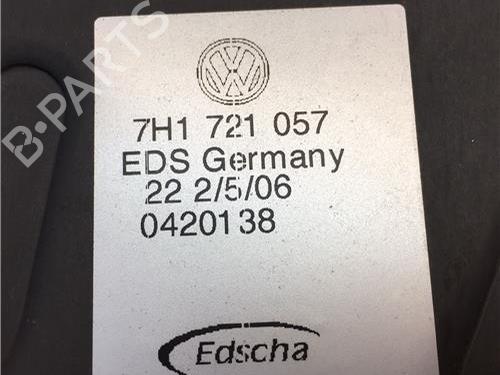 B-PARTS
7H1 721 057
EDS Germany
22 2/5/06
0420138
Edscha